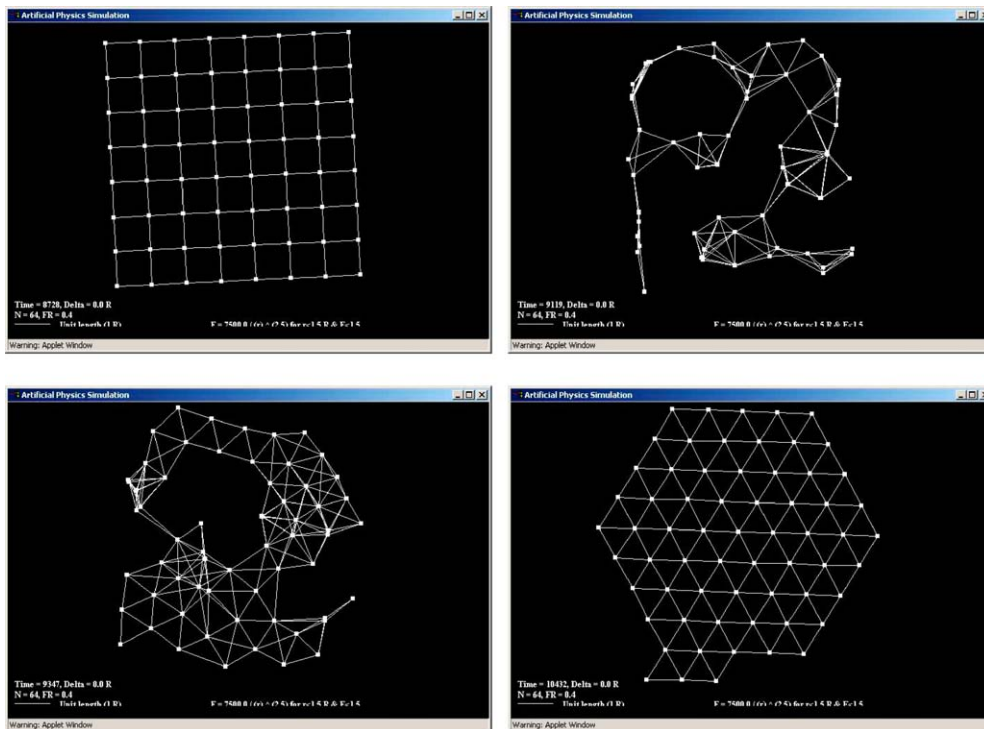 Artificial Physics Simulation
Time = 8728, Delta = 0.0 R
N = 64, FR = 0.4
Unit length (1 R)
Warning: Applet Window
Artificial Physics Simulation
Time = 9119, Delta = 0.0 R
N = 64, FR = 0.4
Unit length (1 R)
Warning: Applet Window
Artificial Physics Simulation
Time = 9347, Delta = 0.0 R
N = 64, FR = 0.4
Unit length (1 R)
Warning: Applet Window
Artificial Physics Simulation
Time = 10432, Delta = 0.0 R
N = 64, FR = 0.4
Unit length (1 R)
Warning: Applet Window